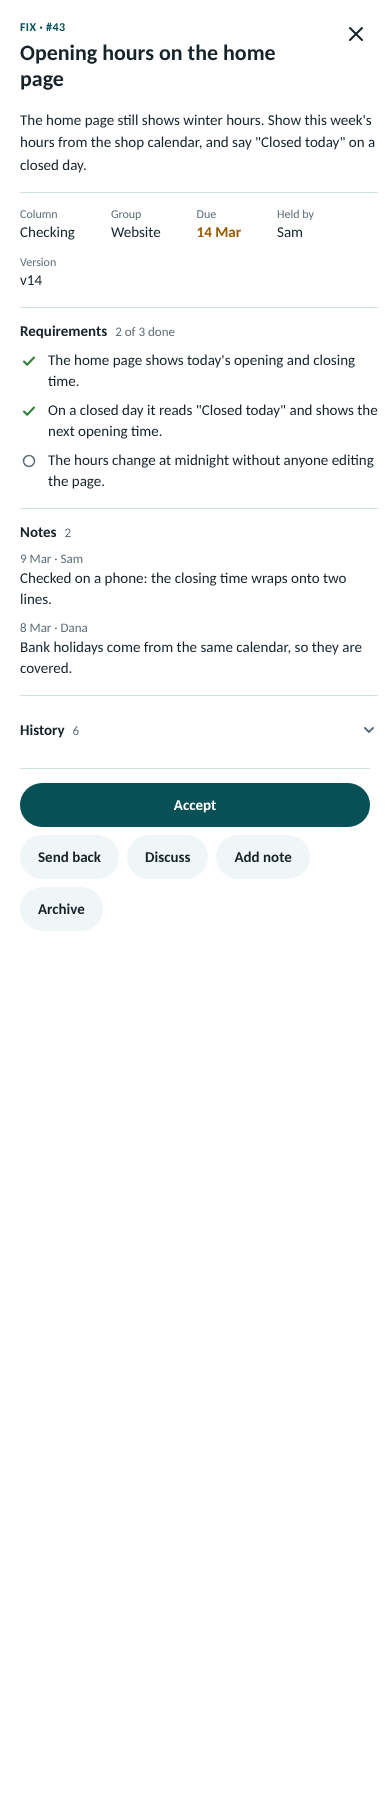 FIX · #43
Opening hours on the home
page
The home page still shows winter hours. Show this week's
hours from the shop calendar, and say "Closed today" on a
closed day.
Column Group Due Held by
Checking Website 14 Mar Sam
Version
v14
Requirements 2 of 3 done
The home page shows today's opening and closing
time.
On a closed day it reads "Closed today" and shows the
next opening time.
The hours change at midnight without anyone editing
the page.
Notes 2
9 Mar · Sam
Checked on a phone: the closing time wraps onto two
lines.
8 Mar · Dana
Bank holidays come from the same calendar, so they are
covered.
History 6
Accept
Send back Discuss Add note
Archive